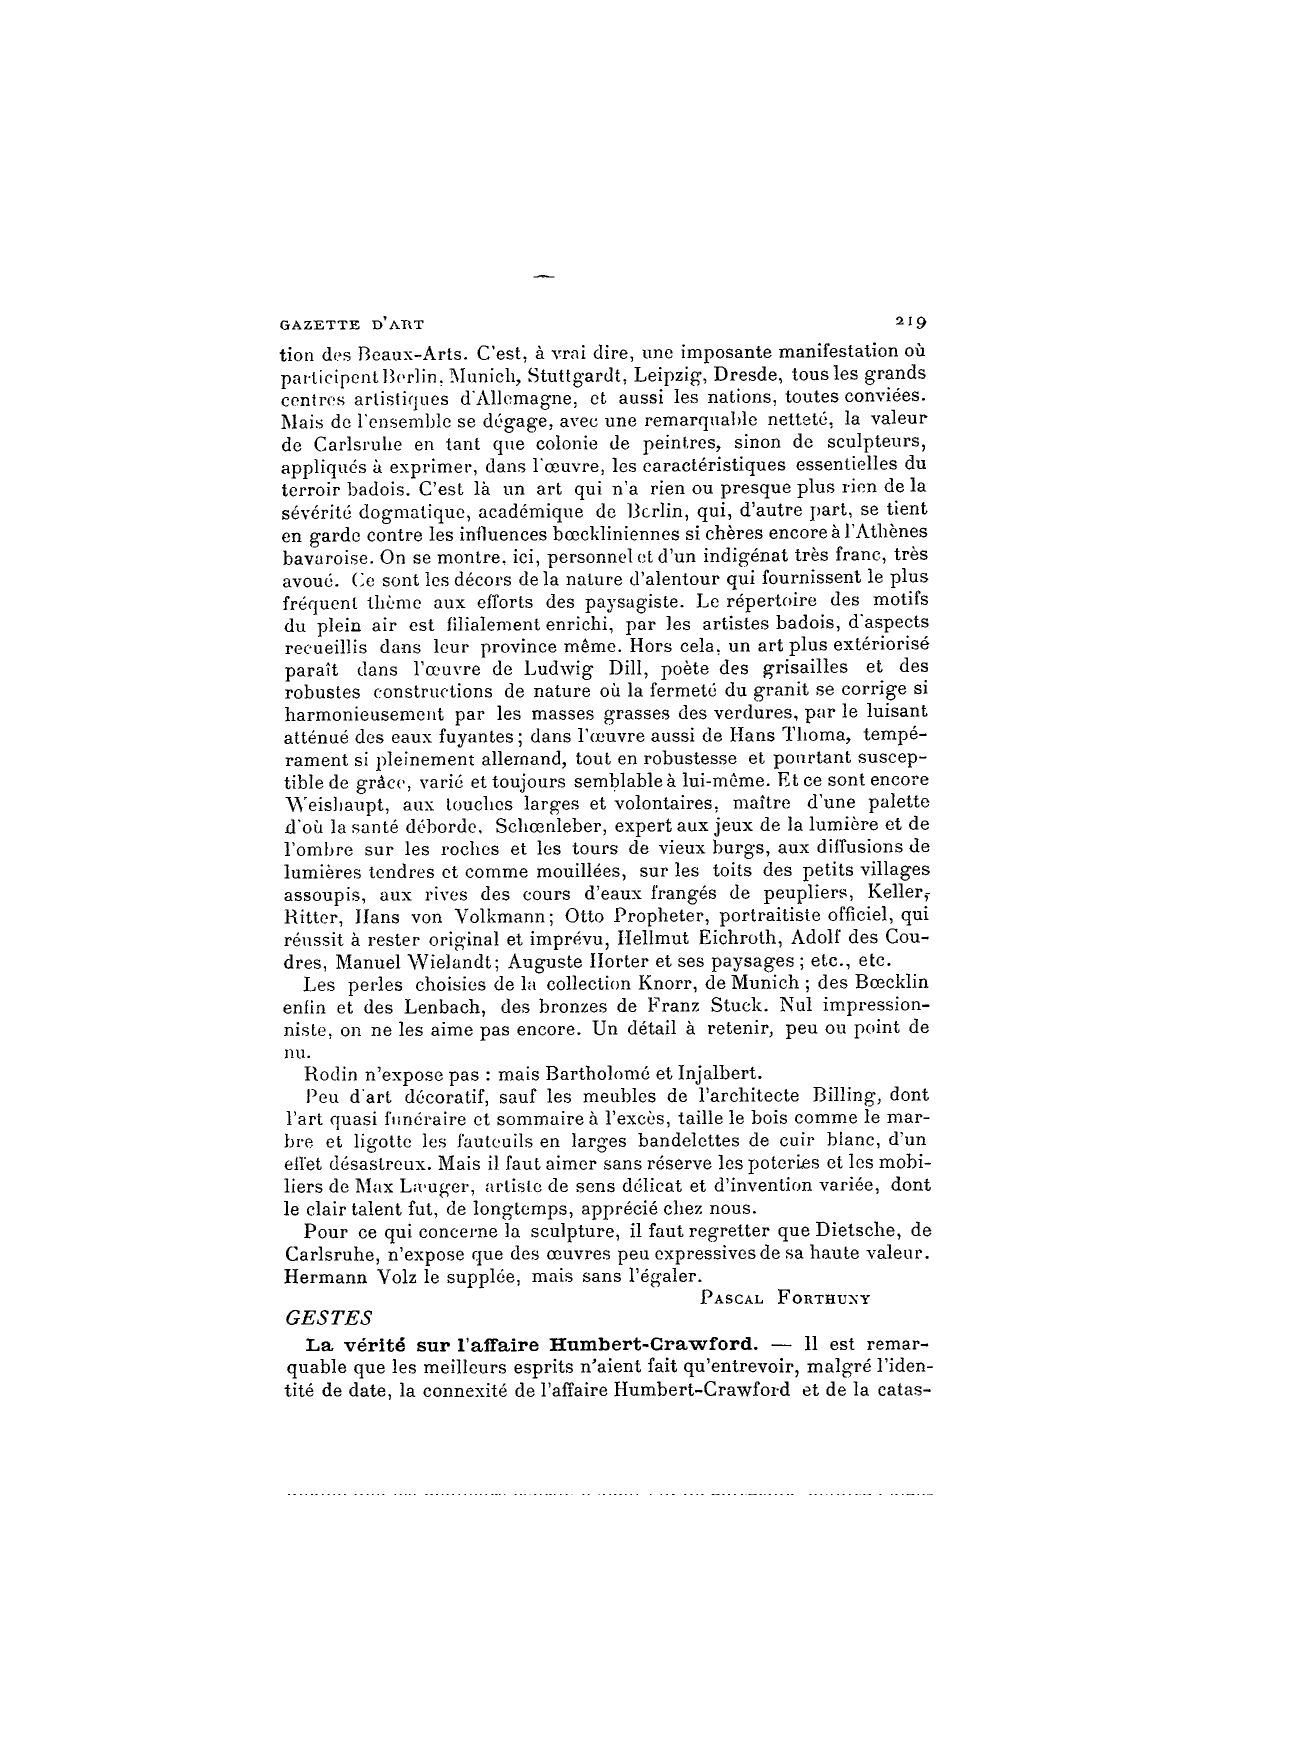 GAZETTE D'ART 219
tion des Beaux-Arts. C'est, à vrai dire, une imposante manifestation où
participent Berlin, Munich, Stuttgardt, Leipzig, Dresde, tous les grands
centres artistiques d'Allemagne, et aussi les nations, toutes conviées.
Mais de l'ensemble se dégage, avec une remarquable netteté, la valeur
de Carlsruhe en tant que colonie de peintres, sinon de sculpteurs,
appliqués à exprimer, dans l'œuvre, les caractéristiques essentielles du
terroir badois. C'est là un art qui n'a rien ou presque plus rien de la
sévérité dogmatique, académique de Berlin, qui, d'autre part, se tient
en garde contre les influences bœckliniennes si chères encore à l'Athènes
bavaroise. On se montre, ici, personnel et d'un indigénat très franc, très
avoué. Ce sont les décors de la nature d'alentour qui fournissent le plus
fréquent thème aux efforts des paysagiste. Le répertoire des motifs
du plein air est filialement enrichi, par les artistes badois, d'aspects
recueillis dans leur province même. Hors cela, un art plus extériorisé
paraît dans l'œuvre de Ludwig Dill, poète des grisailles et des
robustes constructions de nature où la fermeté du granit se corrige si
harmonieusement par les masses grasses des verdures, par le luisant
atténué des eaux fuyantes ; dans l'œuvre aussi de Hans Thoma, tempé-
rament si pleinement allemand, tout en robustesse et pourtant suscep-
tible de grâce, varié et toujours semblable à lui-même. Et ce sont encore
Weishaupt, aux touches larges et volontaires, maître d'une palette
d'où la santé déborde, Schœnleber, expert aux jeux de la lumière et de
l'ombre sur les roches et les tours de vieux burgs, aux diffusions de
lumières tendres et comme mouillées, sur les toits des petits villages
assoupis, aux rives des cours d'eaux frangés de peupliers, Keller,
Ritter, Hans von Volkmann ; Otto Propheter, portraitiste officiel, qui
réussit à rester original et imprévu, Hellmut Eichroth, Adolf des Cou-
dres, Manuel Wielandt ; Auguste Horter et ses paysages ; etc., etc.
Les perles choisies de la collection Knorr, de Munich ; des Bœcklin
enfin et des Lenbach, des bronzes de Franz Stuck. Nul impression-
niste, on ne les aime pas encore. Un détail à retenir, peu ou point de
nu.
Rodin n'expose pas : mais Bartholomé et Injalbert.
Peu d'art décoratif, sauf les meubles de l'architecte Billing, dont
l'art quasi funéraire et sommaire à l'excès, taille le bois comme le mar-
bre et ligotte les fauteuils en larges bandelettes de cuir blanc, d'un
effet désastreux. Mais il faut aimer sans réserve les poteries et les mobi-
liers de Max Lauger, artiste de sens délicat et d'invention variée, dont
le clair talent fut, de longtemps, apprécié chez nous.
Pour ce qui concerne la sculpture, il faut regretter que Dietsche, de
Carlsruhe, n'expose que des œuvres peu expressives de sa haute valeur.
Hermann Volz le supplée, mais sans l'égaler.
PASCAL FORTHUNY
GESTES
La vérité sur l'affaire Humbert-Crawford. — Il est remar-
quable que les meilleurs esprits n'aient fait qu'entrevoir, malgré l'iden-
tité de date, la connexité de l'affaire Humbert-Crawford et de la catas-